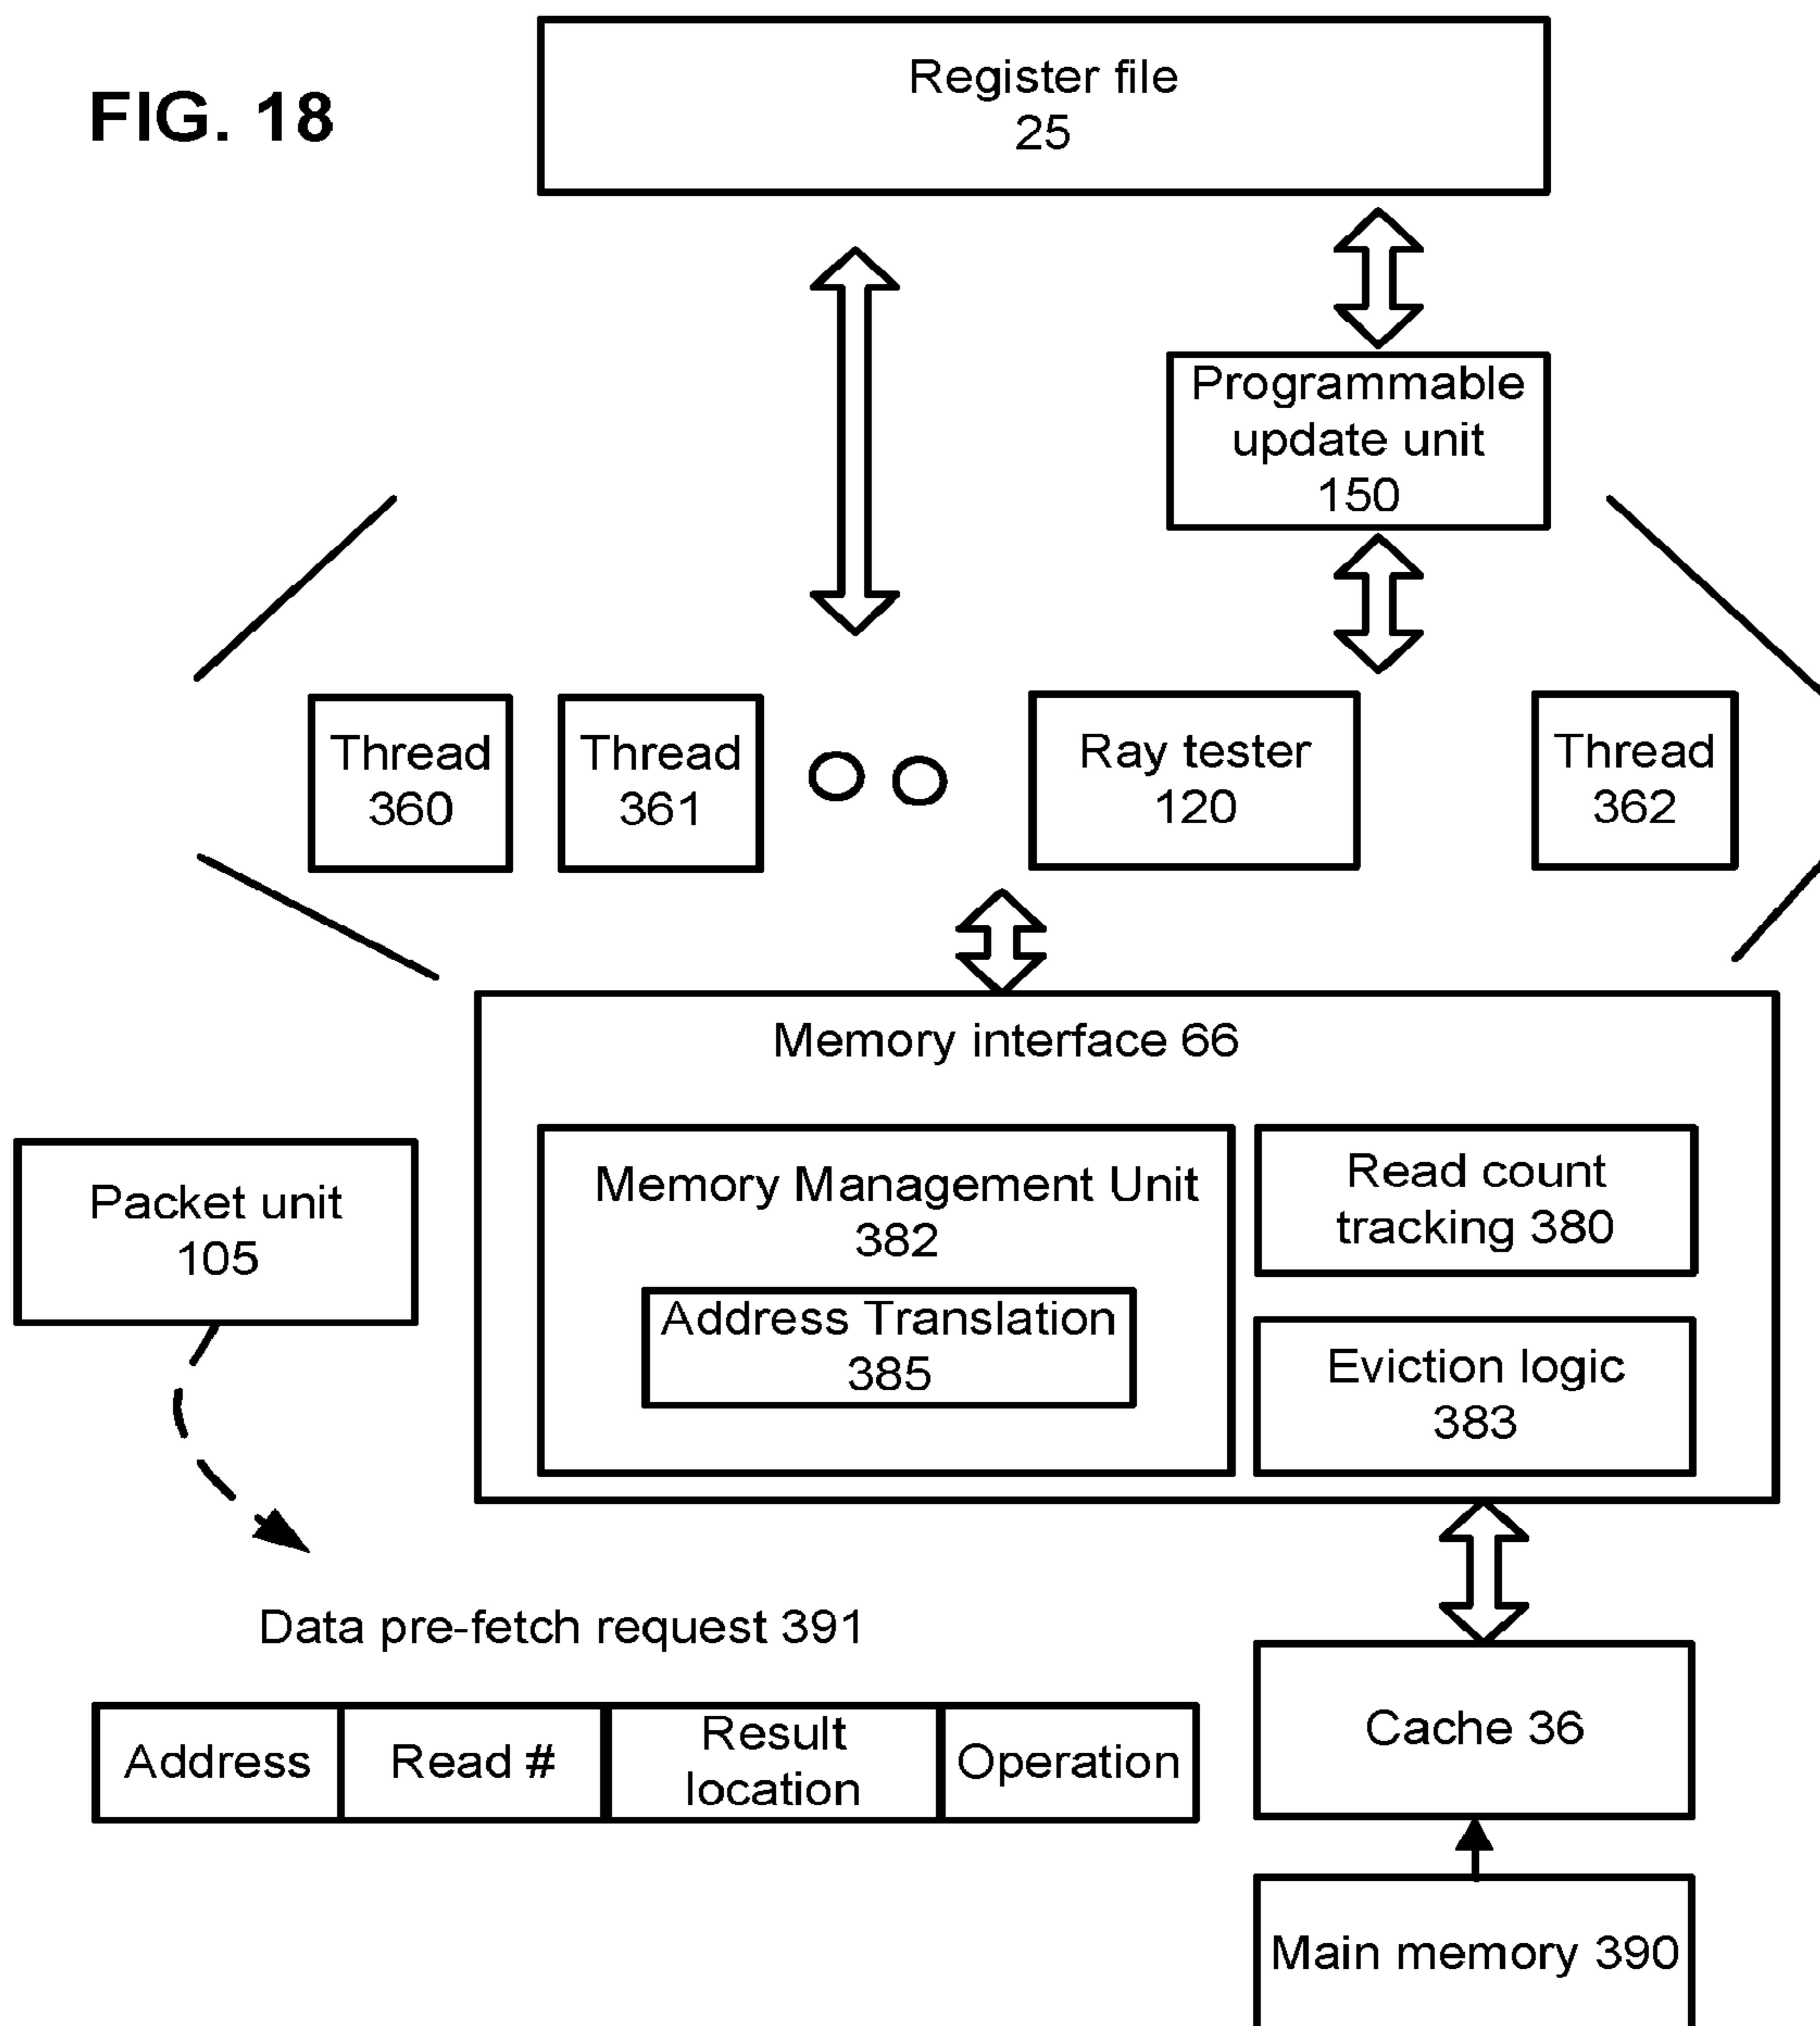 FIG. 18
Register file
25
Programmable
update unit
150
Thread
360
Thread
361
Ray tester
120
Thread
362
Memory interface 66
Packet unit
105
Memory Management Unit
382
Address Translation
385
Read count
tracking 380
Eviction logic
383
Data pre-fetch request 391
Address
Read #
Result
location
Operation
Cache 36
Main memory 390